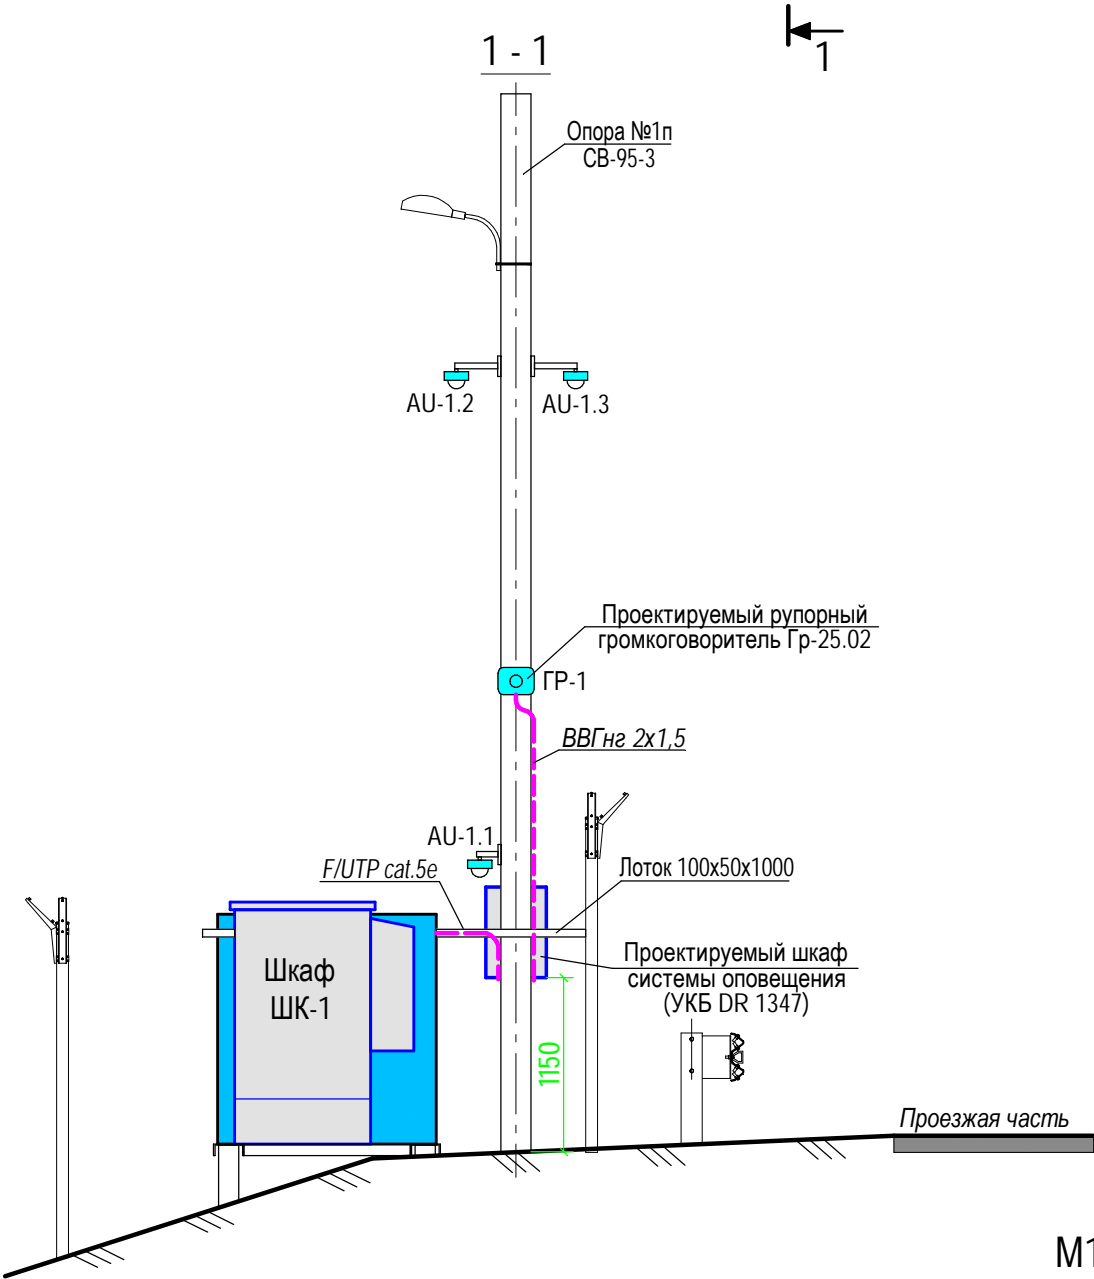 1 - 1
1
Опора №1п
СВ-95-3
AU-1.2
AU-1.3
Проектируемый рупорный
громкоговоритель Гр-25.02
ГР-1
ВВГнг 2х1,5
AU-1.1
F/UTP cat.5e
Лоток 100х50х1000
Проектируемый шкаф
системы оповещения
(УКБ DR 1347)
Шкаф
ШК-1
1150
Проезжая часть
М1